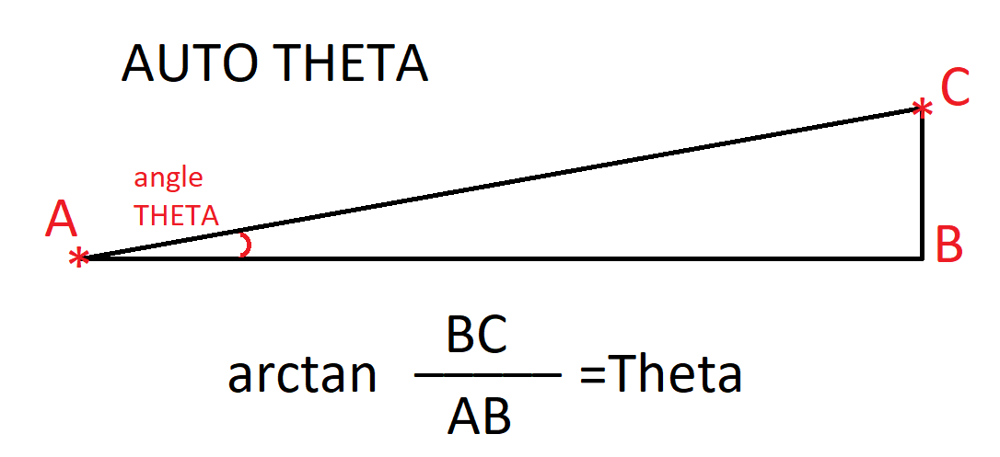 AUTO THETA
C
angle
THETA
A
B
BC
arctan ――― =Theta
AB